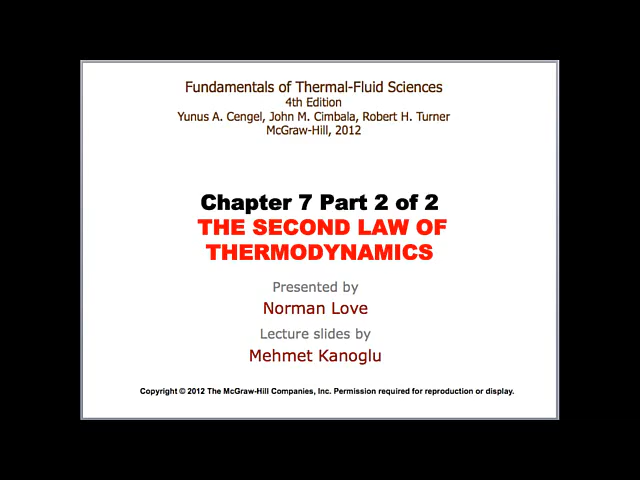 Fundamentals of Thermal-Fluid Sciences
4th Edition
Yunus A. Cengel, John M. Cimbala, Robert H. Turner
McGraw-Hill, 2012
Chapter 7 Part 2 of 2
THE SECOND LAW OF
THERMODYNAMICS
Presented by
Norman Love
Lecture slides by
Mehmet Kanoglu
Copyright © 2012 The McGraw-Hill Companies, Inc. Permission required for reproduction or display.